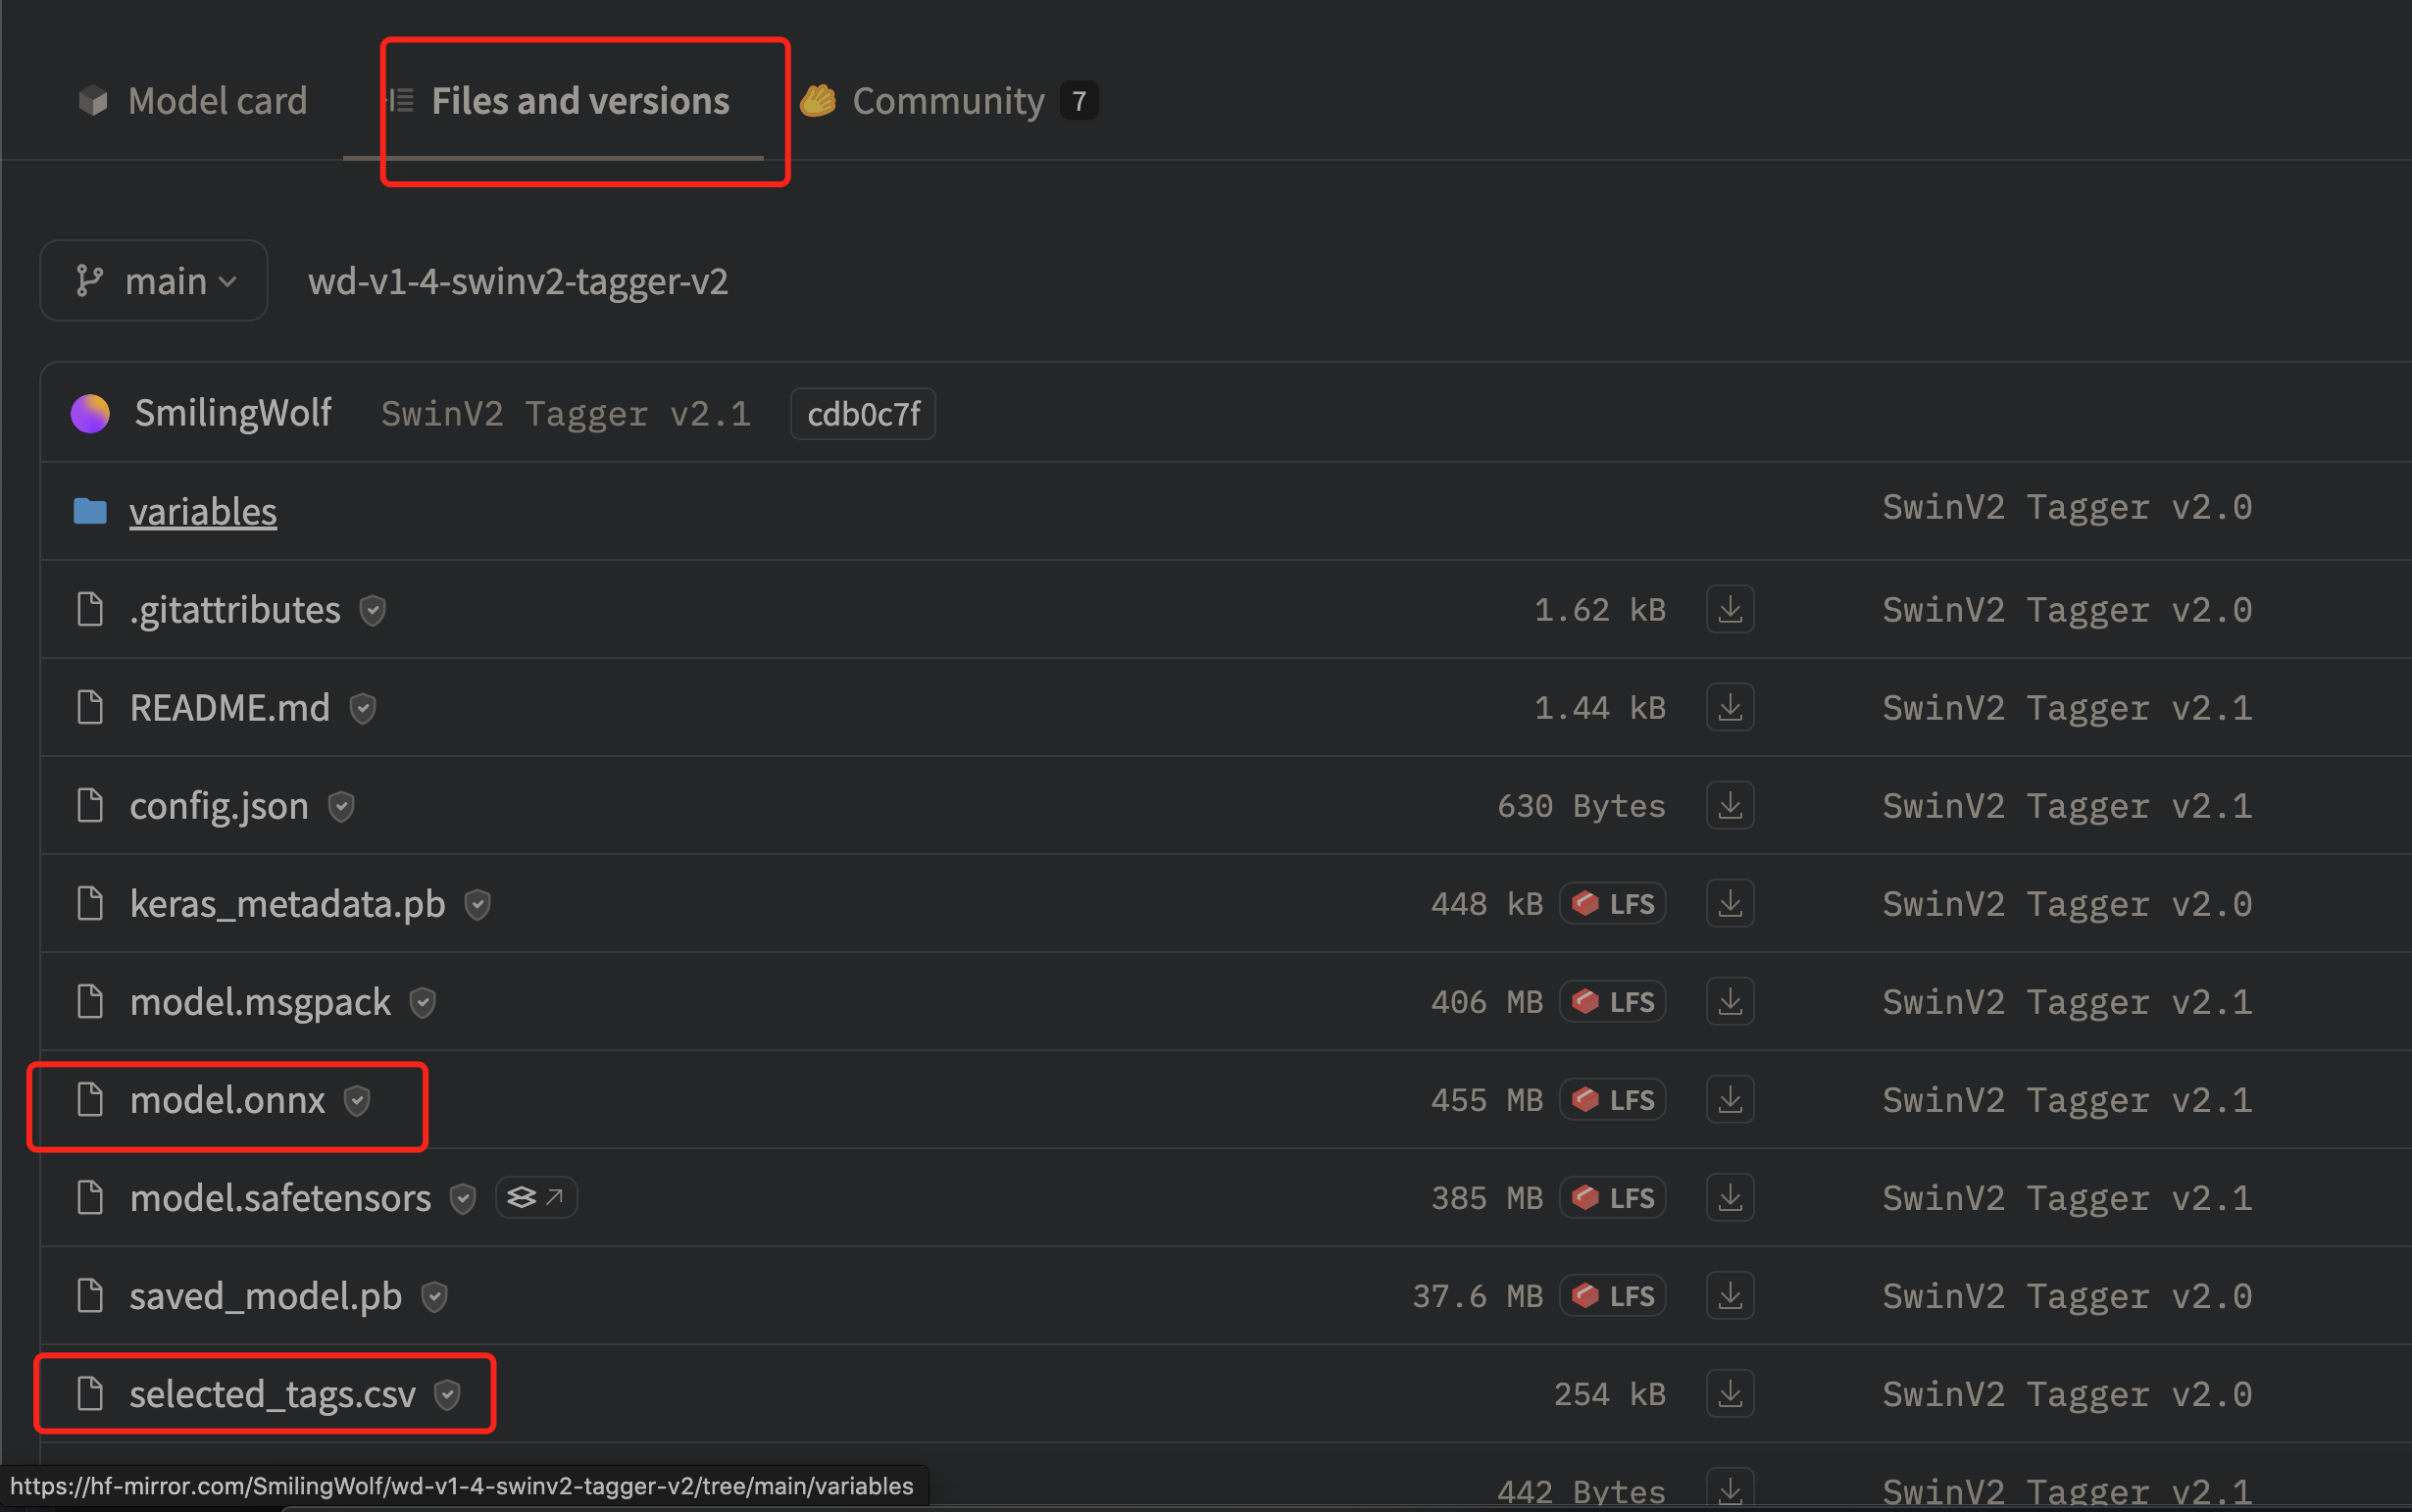 Model card Files and versions Community 7
main wd-v1-4-swinv2-tagger-v2
SmilingWolf SwinV2 Tagger v2.1 cdb0c7f
variables SwinV2 Tagger v2.0
.gitattributes 1.62 kB SwinV2 Tagger v2.0
README.md 1.44 kB SwinV2 Tagger v2.1
config.json 630 Bytes SwinV2 Tagger v2.1
keras_metadata.pb 448 kB LFS SwinV2 Tagger v2.0
model.msgpack 406 MB LFS SwinV2 Tagger v2.1
model.onnx 455 MB LFS SwinV2 Tagger v2.1
model.safetensors 385 MB LFS SwinV2 Tagger v2.1
saved_model.pb 37.6 MB LFS SwinV2 Tagger v2.0
selected_tags.csv 254 kB SwinV2 Tagger v2.0
https://hf-mirror.com/SmilingWolf/wd-v1-4-swinv2-tagger-v2/tree/main/variables 442 Bytes SwinV2 Tagger v2.1